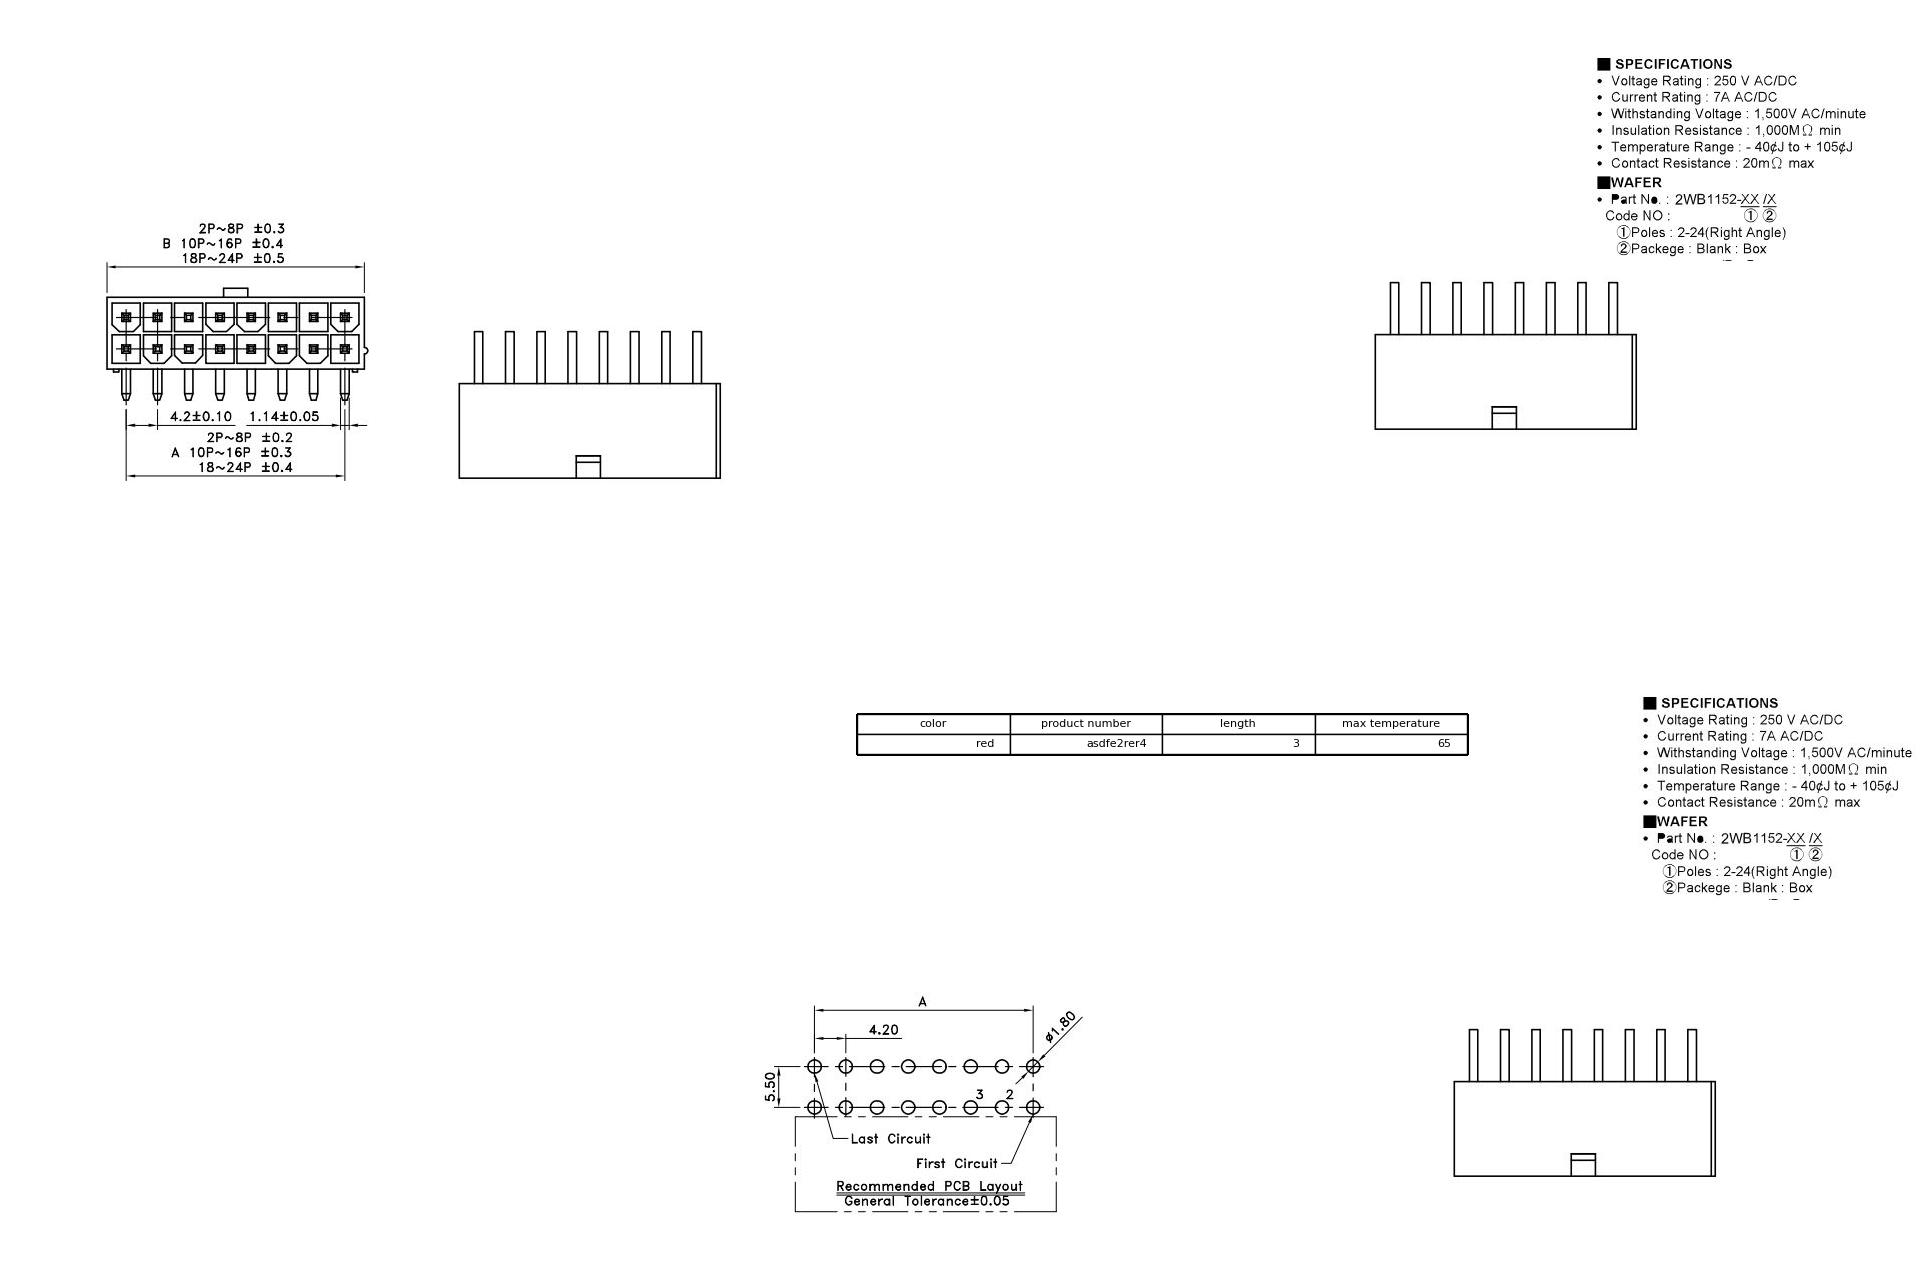 ■ SPECIFICATIONS
• Voltage Rating : 250 V AC/DC
• Current Rating : 7A AC/DC
• Withstanding Voltage : 1,500V AC/minute
• Insulation Resistance : 1,000MΩ min
• Temperature Range : - 40¢J to + 105¢J
• Contact Resistance : 20mΩ max
■WAFER
• Part No. : 2WB1152-XX /X
Code NO : ① ②
①Poles : 2-24(Right Angle)
②Packege : Blank : Box
2P~8P ±0.3
B 10P~16P ±0.4
18P~24P ±0.5
4.2±0.10 1.14±0.05
2P~8P ±0.2
A 10P~16P ±0.3
18~24P ±0.4
color product number length max temperature
red asdfe2rer4 3 65
■ SPECIFICATIONS
• Voltage Rating : 250 V AC/DC
• Current Rating : 7A AC/DC
• Withstanding Voltage : 1,500V AC/minute
• Insulation Resistance : 1,000MΩ min
• Temperature Range : - 40¢J to + 105¢J
• Contact Resistance : 20mΩ max
■WAFER
• Part No. : 2WB1152-XX /X
Code NO : ① ②
①Poles : 2-24(Right Angle)
②Packege : Blank : Box
A
4.20
ø1.80
5.50
3 2
Last Circuit
First Circuit
Recommended PCB Layout
General Tolerance±0.05